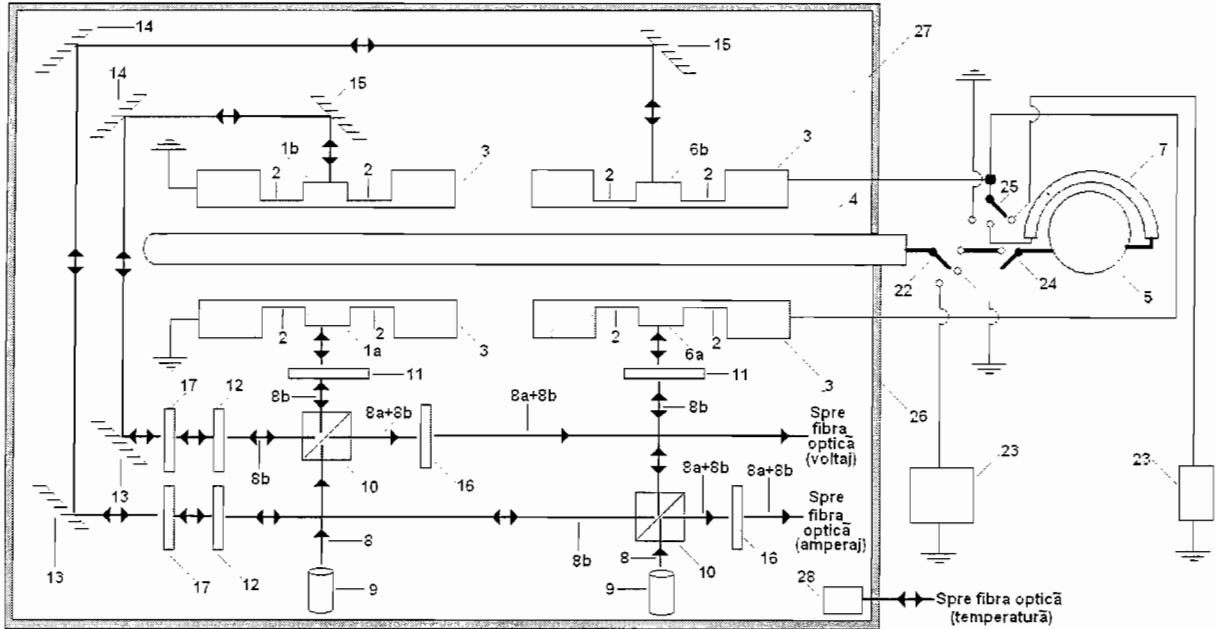 14
15
27
14
15
1b
6b
3
3
7
2
2
2
2
25
4
22
24
5
2
2
2
2
1a
3
6a
3
11
11
8b
8b
26
17
12
8a+8b
8a+8b
Spre
fibra
optică
(voltaj)
23
23
8b
10
16
13
8a+8b
8a+8b
Spre
fibra
optică
(amperaj)
8
8b
8
10
16
13
17
12
9
9
28
Spre fibra optică
(temperatură)